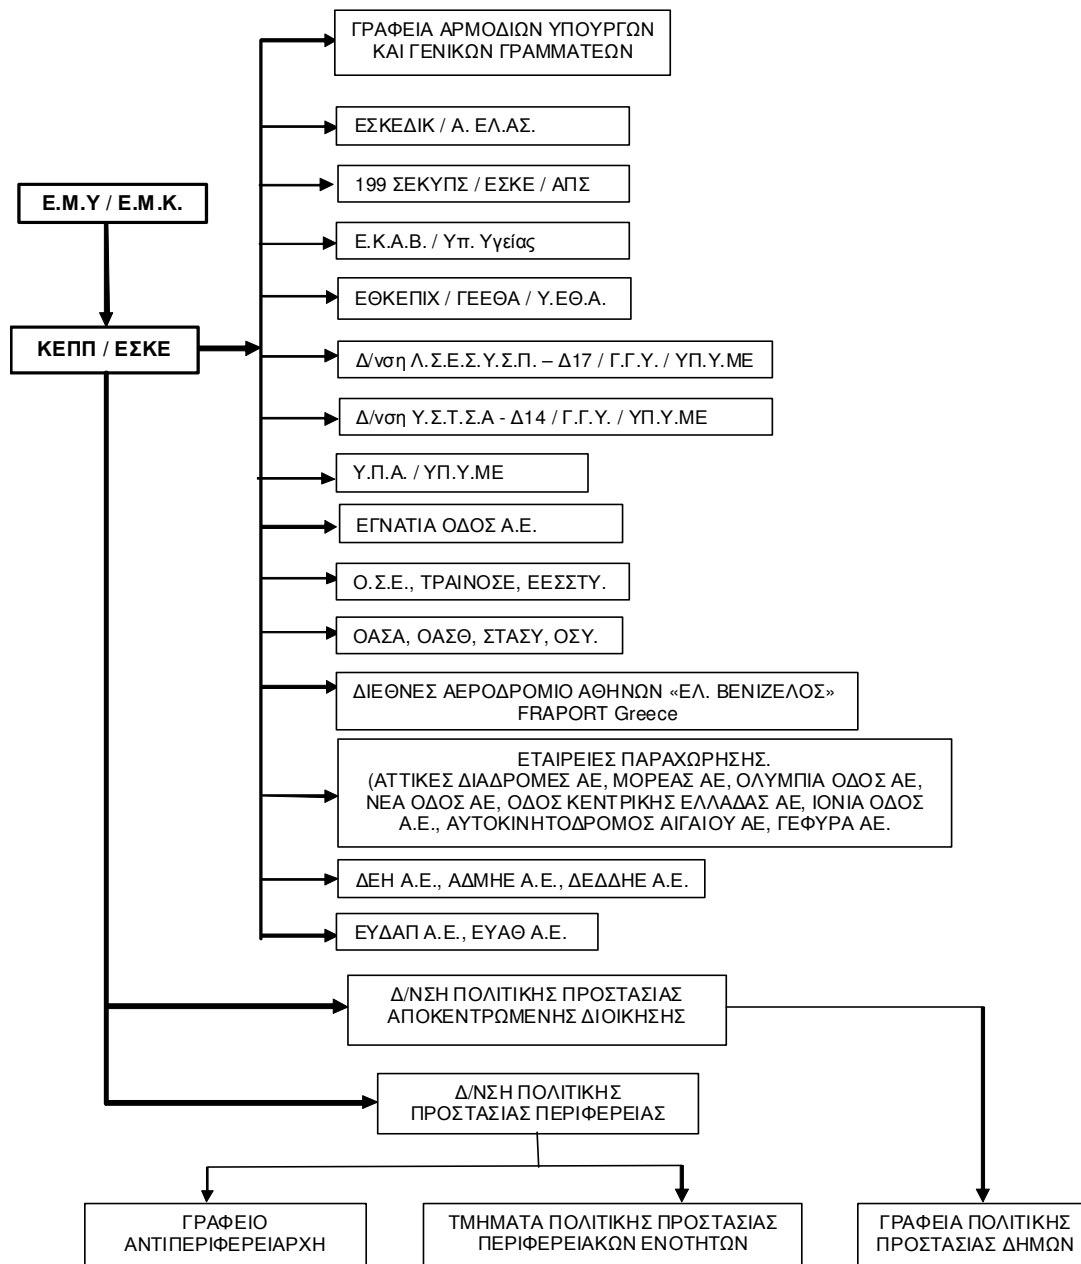 ΓΡΑΦΕΙΑ ΑΡΜΟΔΙΩΝ ΥΠΟΥΡΓΩΝ
ΚΑΙ ΓΕΝΙΚΩΝ ΓΡΑΜΜΑΤΕΩΝ
ΕΣΚΕΔΙΚ / Α. ΕΛ.ΑΣ.
199 ΣΕΚΥΠΣ / ΕΣΚΕ / ΑΠΣ
Ε.Μ.Υ / Ε.Μ.Κ.
Ε.Κ.Α.Β. / Υπ. Υγείας
ΕΘΚΕΠΙΧ / ΓΕΕΘΑ / Υ.ΕΘ.Α.
ΚΕΠΠ / ΕΣΚΕ
Δ/νση Λ.Σ.Ε.Σ.Υ.Σ.Π. – Δ17 / Γ.Γ.Υ. / ΥΠ.Υ.ΜΕ
Δ/νση Υ.Σ.Τ.Σ.Α - Δ14 / Γ.Γ.Υ. / ΥΠ.Υ.ΜΕ
Υ.Π.Α. / ΥΠ.Υ.ΜΕ
ΕΓΝΑΤΙΑ ΟΔΟΣ Α.Ε.
Ο.Σ.Ε., ΤΡΑΙΝΟΣΕ, ΕΕΣΣΤΥ.
ΟΑΣΑ, ΟΑΣΘ, ΣΤΑΣΥ, ΟΣΥ.
ΔΙΕΘΝΕΣ ΑΕΡΟΔΡΟΜΙΟ ΑΘΗΝΩΝ «ΕΛ. ΒΕΝΙΖΕΛΟΣ»
FRAPORT Greece
ΕΤΑΙΡΕΙΕΣ ΠΑΡΑΧΩΡΗΣΗΣ.
(ΑΤΤΙΚΕΣ ΔΙΑΔΡΟΜΕΣ ΑΕ, ΜΟΡΕΑΣ ΑΕ, ΟΛΥΜΠΙΑ ΟΔΟΣ ΑΕ,
ΝΕΑ ΟΔΟΣ ΑΕ, ΟΔΟΣ ΚΕΝΤΡΙΚΗΣ ΕΛΛΑΔΑΣ ΑΕ, ΙΟΝΙΑ ΟΔΟΣ
Α.Ε., ΑΥΤΟΚΙΝΗΤΟΔΡΟΜΟΣ ΑΙΓΑΙΟΥ ΑΕ, ΓΕΦΥΡΑ ΑΕ.
ΔΕΗ Α.Ε., ΑΔΜΗΕ Α.Ε., ΔΕΔΔΗΕ Α.Ε.
ΕΥΔΑΠ Α.Ε., ΕΥΑΘ Α.Ε.
Δ/ΝΣΗ ΠΟΛΙΤΙΚΗΣ ΠΡΟΣΤΑΣΙΑΣ
ΑΠΟΚΕΝΤΡΩΜΕΝΗΣ ΔΙΟΙΚΗΣΗΣ
Δ/ΝΣΗ ΠΟΛΙΤΙΚΗΣ
ΠΡΟΣΤΑΣΙΑΣ ΠΕΡΙΦΕΡΕΙΑΣ
ΓΡΑΦΕΙΟ
ΑΝΤΙΠΕΡΙΦΕΡΕΙΑΡΧΗ
ΤΜΗΜΑΤΑ ΠΟΛΙΤΙΚΗΣ ΠΡΟΣΤΑΣΙΑΣ
ΠΕΡΙΦΕΡΕΙΑΚΩΝ ΕΝΟΤΗΤΩΝ
ΓΡΑΦΕΙΑ ΠΟΛΙΤΙΚΗΣ
ΠΡΟΣΤΑΣΙΑΣ ΔΗΜΩΝ